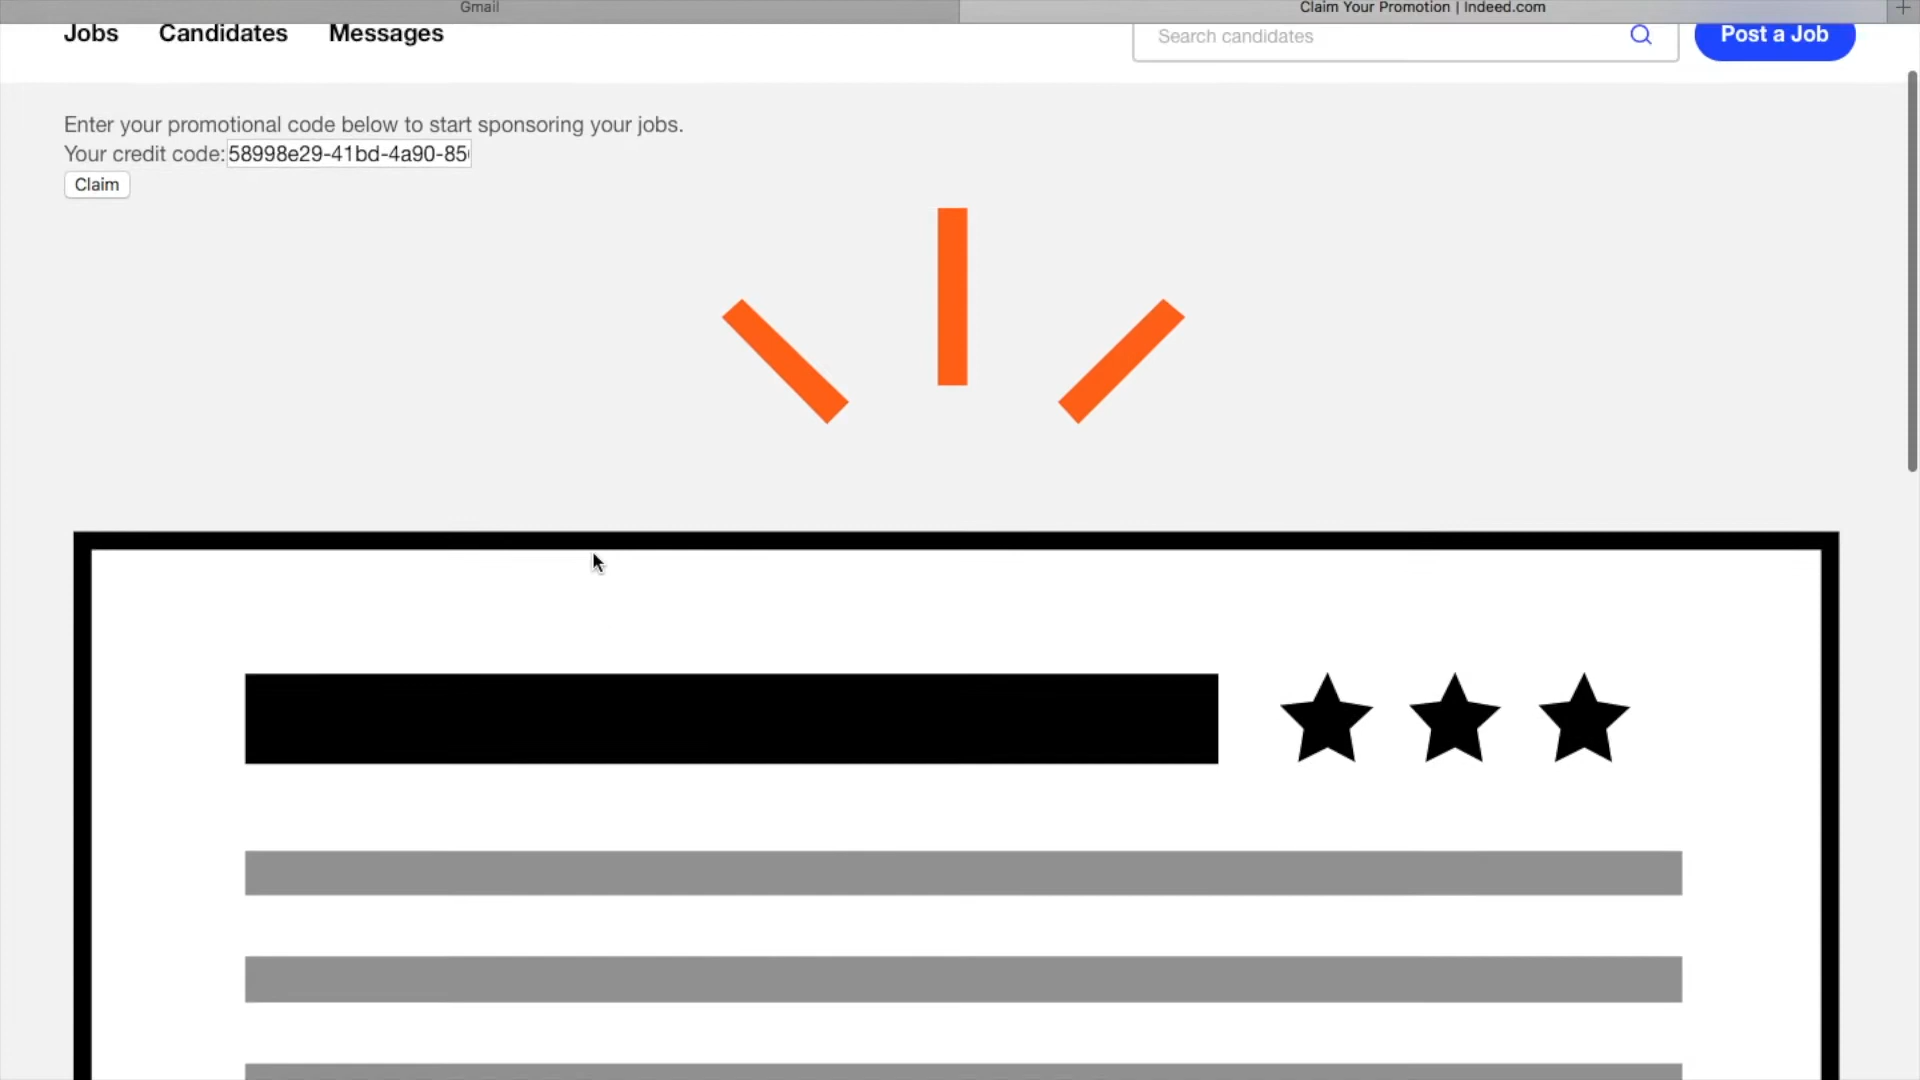 Gmail
Claim Your Promotion | Indeed.com
Jobs Candidates Messages
Search candidates
Post a Job
Enter your promotional code below to start sponsoring your jobs.
Your credit code: 58998e29-41bd-4a90-85
Claim